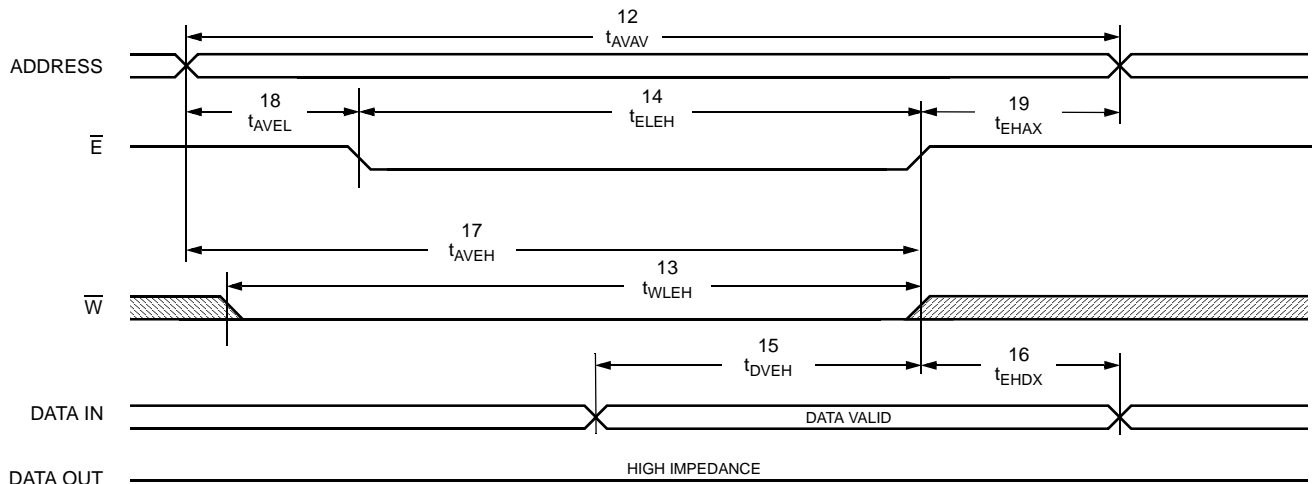 12
tAVAV
ADDRESS
18
tAVEL
14
tELEH
19
tEHAX
E̅
17
tAVEH
13
tWLEH
W̅
15
tDVEH
16
tEHDX
DATA IN
DATA VALID
DATA OUT
HIGH IMPEDANCE